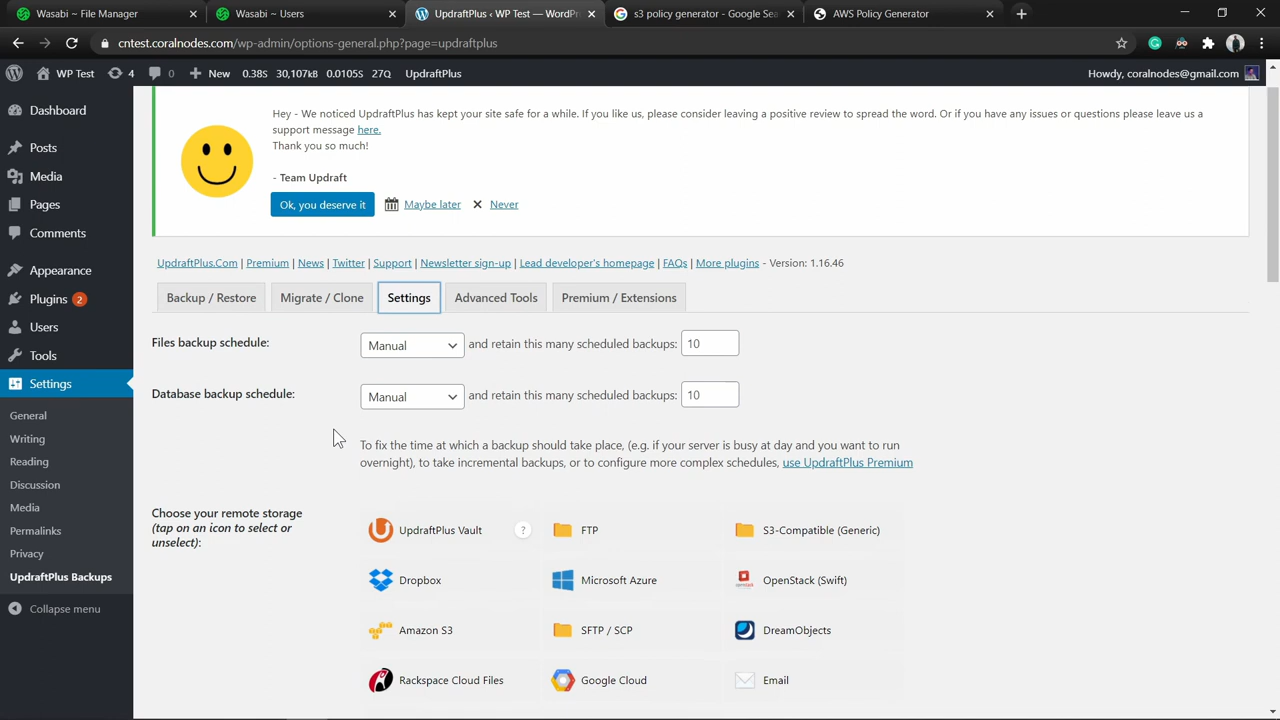 Wasabi ~ File Manager
Wasabi ~ Users
UpdraftPlus ‹ WP Test — WordPr
s3 policy generator - Google Sea
AWS Policy Generator
cntest.coralnodes.com/wp-admin/options-general.php?page=updraftplus
WP Test
4
0
New
0.38S
30,107kB
0.0105S
27Q
UpdraftPlus
Howdy, coralnodes@gmail.com
Dashboard
Posts
Media
Pages
Comments
Appearance
Plugins 2
Users
Tools
Settings
General
Writing
Reading
Discussion
Media
Permalinks
Privacy
UpdraftPlus Backups
Collapse menu
Hey - We noticed UpdraftPlus has kept your site safe for a while. If you like us, please consider leaving a positive review to spread the word. Or if you have any issues or questions please leave us a
support message here.
Thank you so much!
- Team Updraft
Ok, you deserve it
Maybe later
Never
UpdraftPlus.Com | Premium | News | Twitter | Support | Newsletter sign-up | Lead developer's homepage | FAQs | More plugins - Version: 1.16.46
Backup / Restore
Migrate / Clone
Settings
Advanced Tools
Premium / Extensions
Files backup schedule:
Manual
and retain this many scheduled backups:
10
Database backup schedule:
Manual
and retain this many scheduled backups:
10
To fix the time at which a backup should take place, (e.g. if your server is busy at day and you want to run
overnight), to take incremental backups, or to configure more complex schedules, use UpdraftPlus Premium
Choose your remote storage
(tap on an icon to select or
unselect):
UpdraftPlus Vault
?
FTP
S3-Compatible (Generic)
Dropbox
Microsoft Azure
OpenStack (Swift)
Amazon S3
SFTP / SCP
DreamObjects
Rackspace Cloud Files
Google Cloud
Email